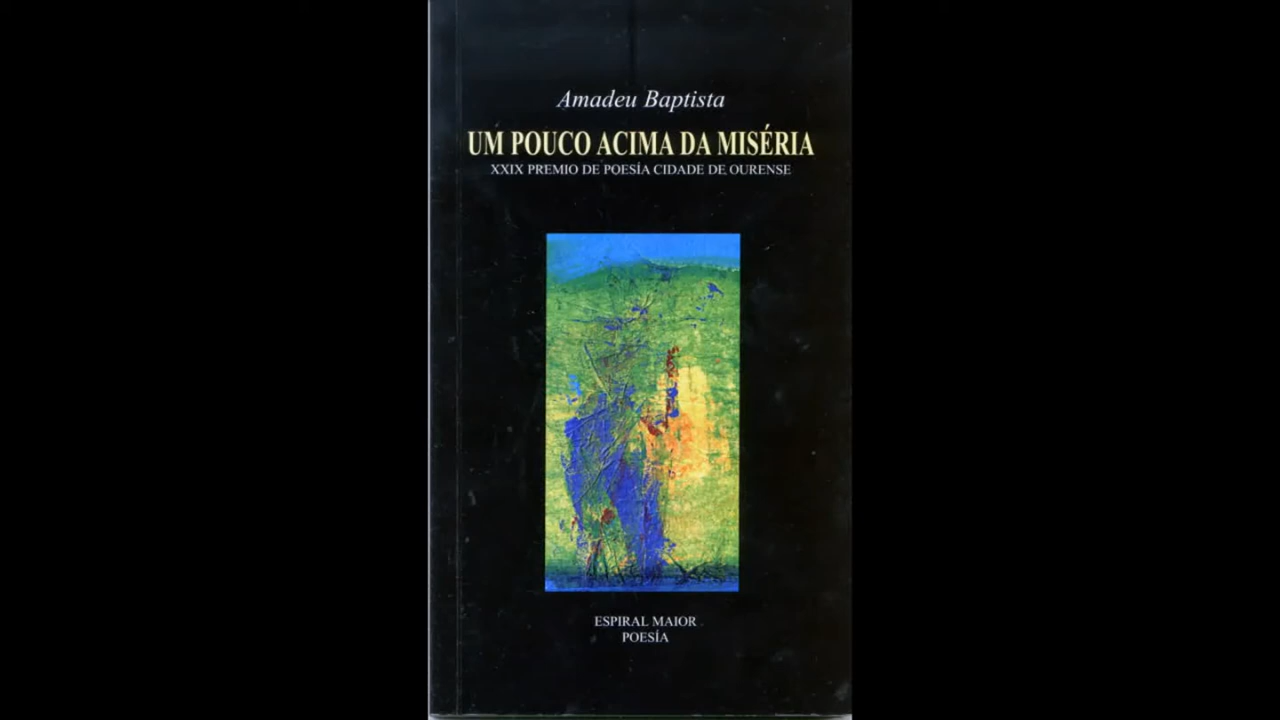 Amadeu Baptista
UM POUCO ACIMA DA MISÉRIA
XXIX PREMIO DE POESÍA CIDADE DE OURENSE
ESPIRAL MAIOR
POESÍA